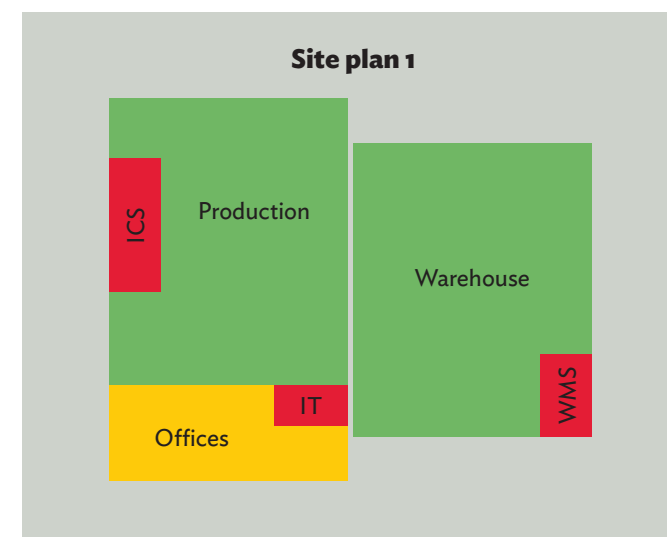 Site plan 1
ICS
Production
Warehouse
WMS
IT
Offices